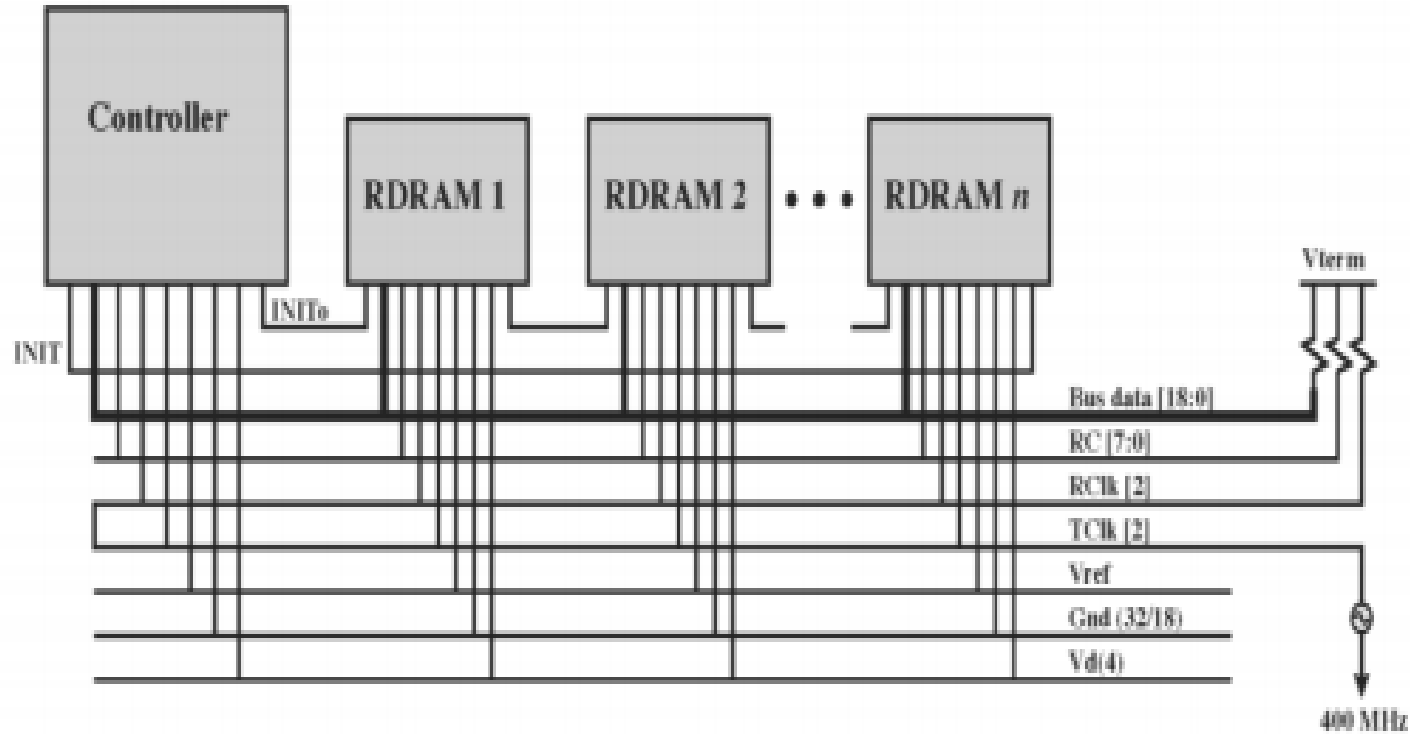 Controller
RDRAM 1
RDRAM 2
RDRAM n
Vterm
INITo
INIT
Bus data [18:0]
RC [7:0]
RClk [2]
TClk [2]
Vref
Gnd (32/18)
Vd(4)
400 MHz